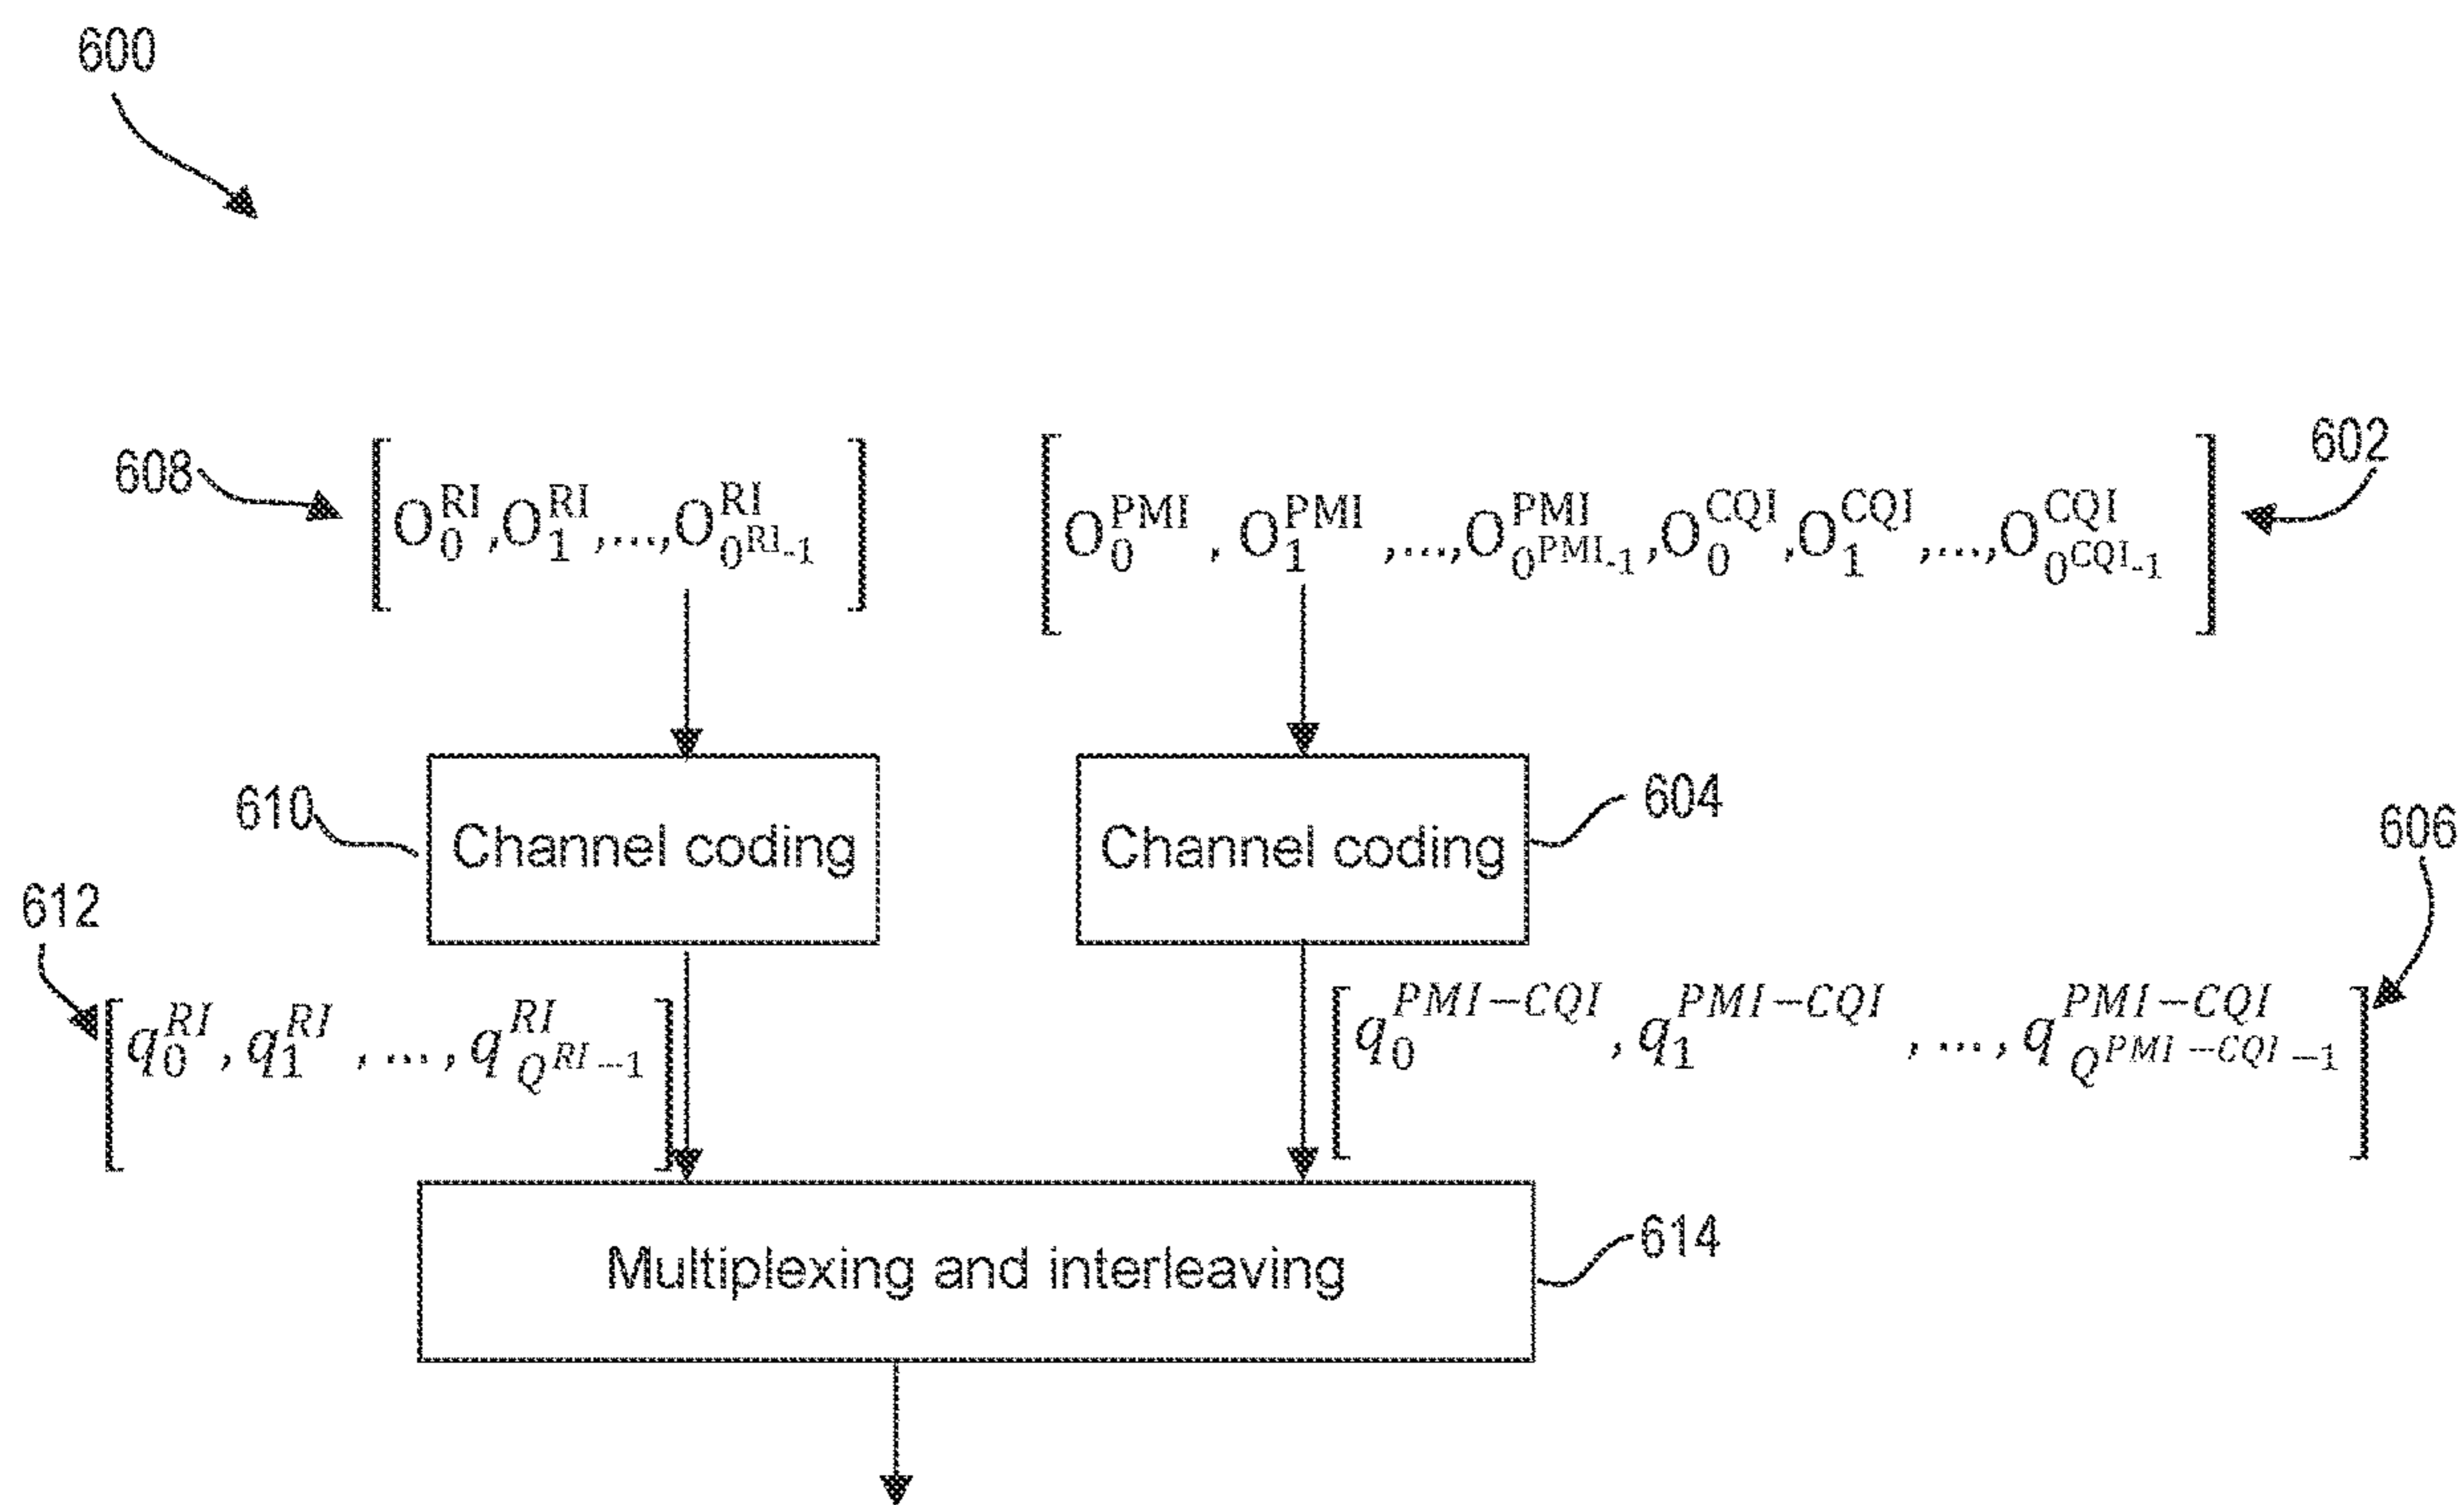 600
608 [O_0^RI, O_1^RI, ..., O_{0^RI-1}^RI] [O_0^PMI, O_1^PMI, ..., O_{0^PMI-1}^PMI, O_0^CQI, O_1^CQI, ..., O_{0^CQI-1}^CQI] 602
610 Channel coding Channel coding 604
612 606
[q_0^RI, q_1^RI, ..., q_{Q^RI-1}^RI] [q_0^PMI-CQI, q_1^PMI-CQI, ..., q_{Q^PMI-CQI-1}^PMI-CQI]
Multiplexing and interleaving 614